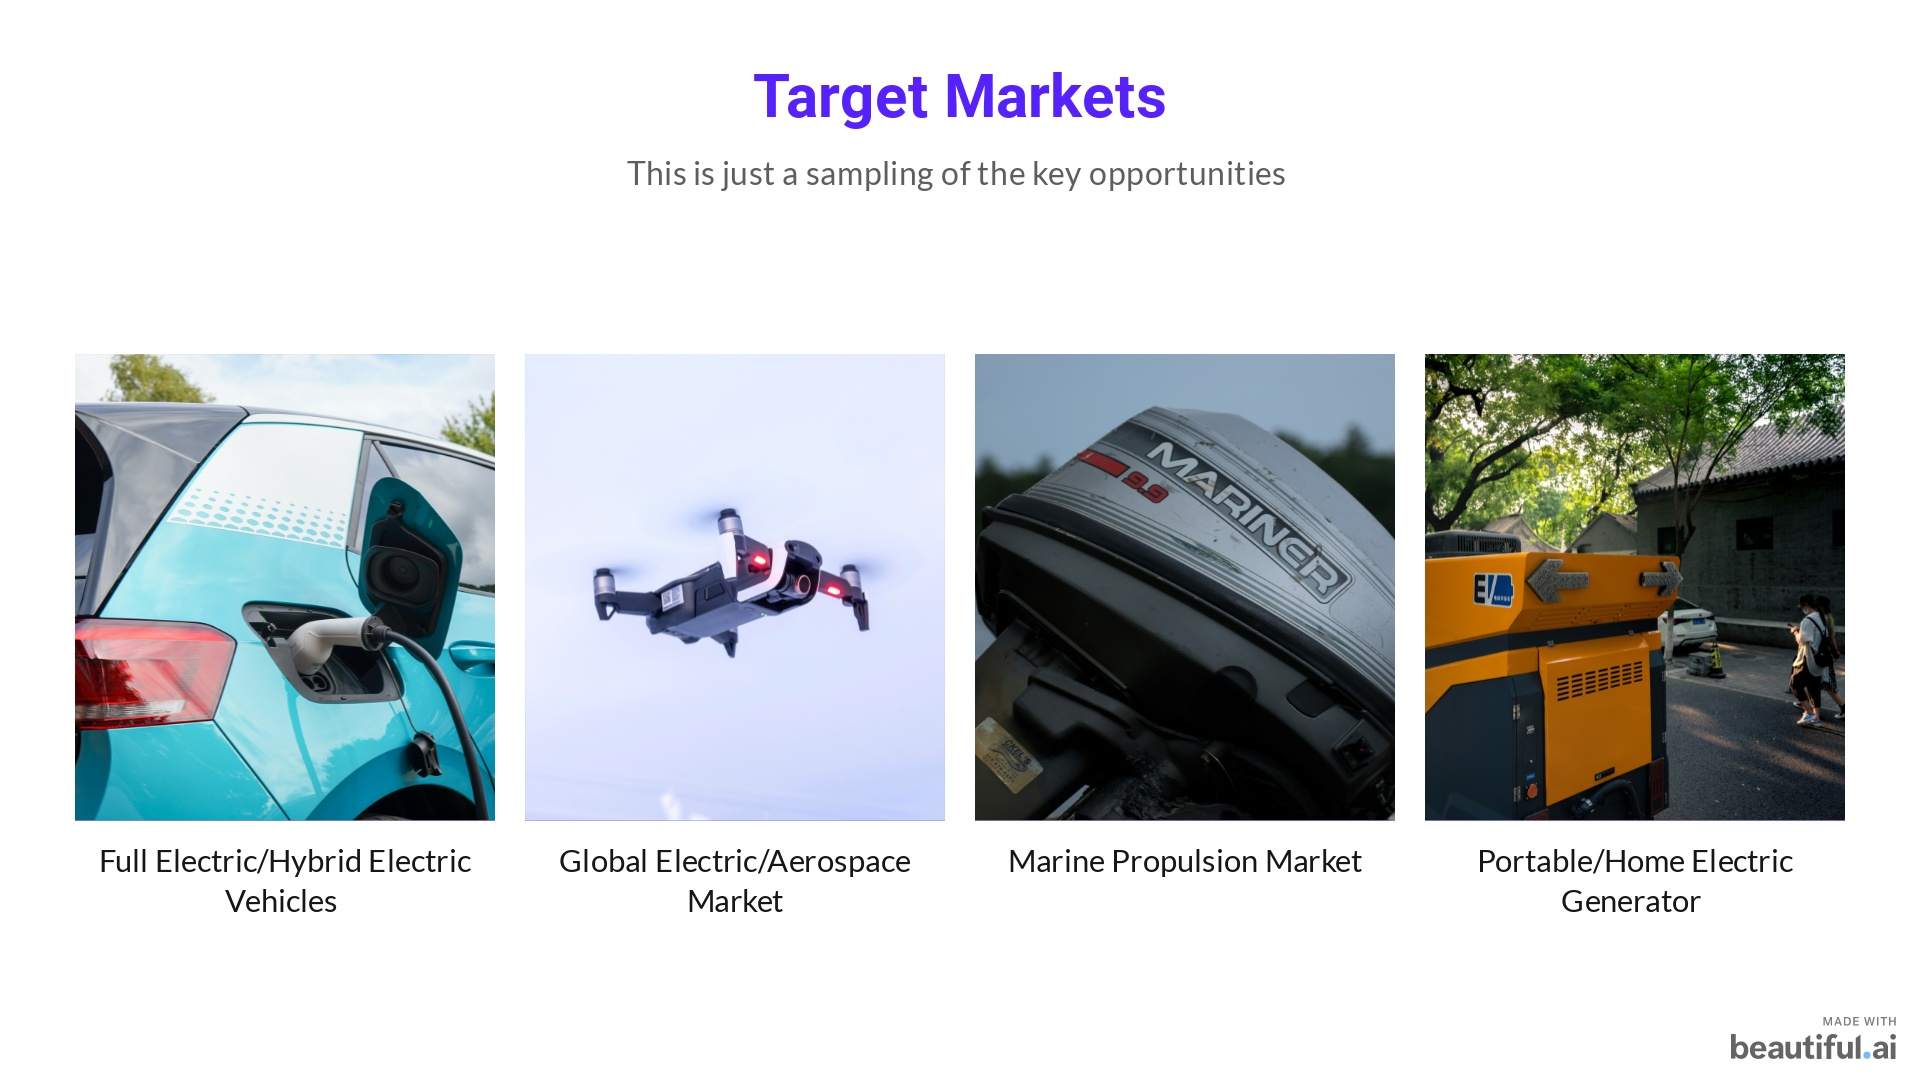 Target Markets
This is just a sampling of the key opportunities
MARINER
9.9
EV
Full Electric/Hybrid Electric
Vehicles
Global Electric/Aerospace
Market
Marine Propulsion Market
Portable/Home Electric
Generator
MADE WITH
beautiful.ai